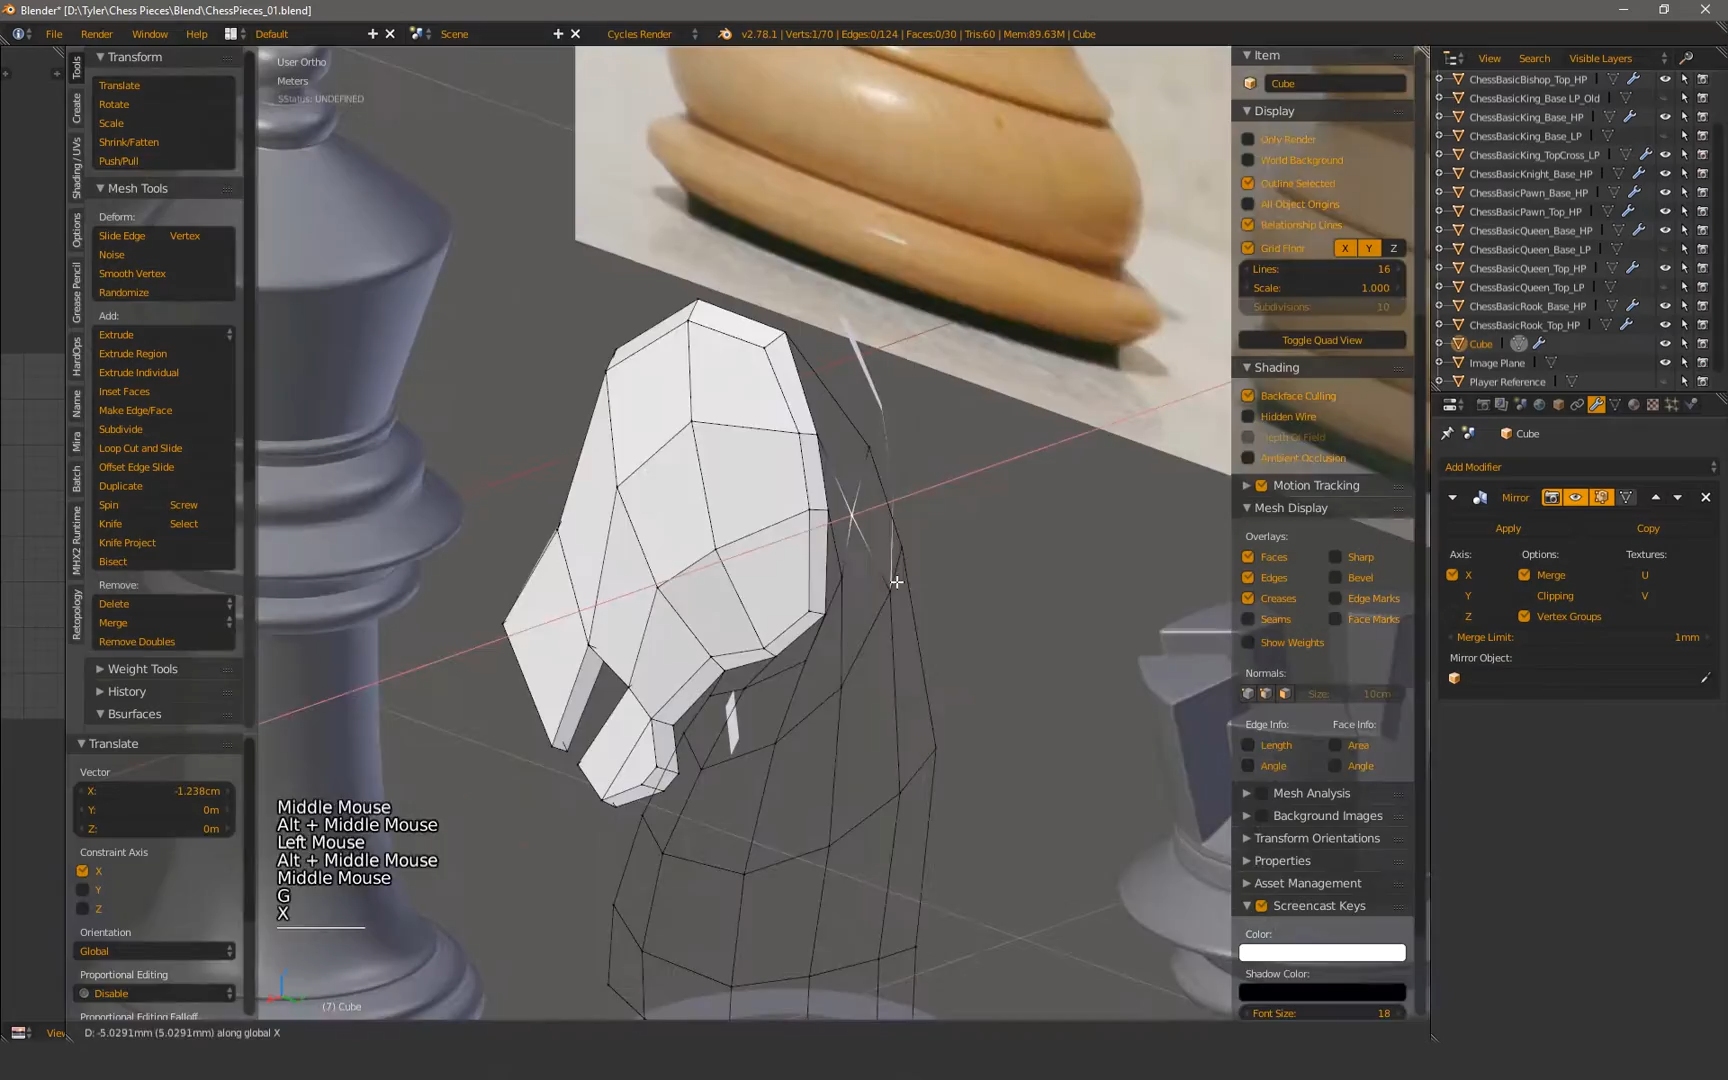 Blender* [D:\Tyler\Chess Pieces\Blend\ChessPieces_01.blend]
File Render Window Help Default Scene Cycles Render v2.78.1 | Verts:1/70 | Edges:0/124 | Faces:0/30 | Tris:60 | Mem:89.63M | Cube
Tools
Create
Shading / UVs
Options
Grease Pencil
HardOps
Name
Mira
Batch
MHX2 Runtime
Retopology
Transform
Translate
Rotate
Scale
Shrink/Fatten
Push/Pull
Mesh Tools
Deform:
Slide Edge Vertex
Noise
Smooth Vertex
Randomize
Add:
Extrude
Extrude Region
Extrude Individual
Inset Faces
Make Edge/Face
Subdivide
Loop Cut and Slide
Offset Edge Slide
Duplicate
Spin Screw
Knife Select
Knife Project
Bisect
Remove:
Delete
Merge
Remove Doubles
Weight Tools
History
Bsurfaces
Translate
Vector
X: -1.238cm
Y: 0m
Z: 0m
Constraint Axis
X
Y
Z
Orientation
Global
Proportional Editing
Disable
Proportional Editing Falloff
User Ortho
Meters
SStatus: UNDEFINED
Middle Mouse
Alt + Middle Mouse
Left Mouse
Alt + Middle Mouse
Middle Mouse
G
X
(7) Cube
D: -5.0291mm (5.0291mm) along global X
Item
Cube
Display
Only Render
World Background
Outline Selected
All Object Origins
Relationship Lines
Grid Floor X Y Z
Lines: 16
Scale: 1.000
Subdivisions: 10
Toggle Quad View
Shading
Backface Culling
Hidden Wire
Depth Of Field
Ambient Occlusion
Motion Tracking
Mesh Display
Overlays:
Faces Sharp
Edges Bevel
Creases Edge Marks
Seams Face Marks
Show Weights
Normals:
Size: 10cm
Edge Info: Face Info:
Length Area
Angle Angle
Mesh Analysis
Background Images
Transform Orientations
Properties
Asset Management
Screencast Keys
Color:
Shadow Color:
Font Size: 18
View Search Visible Layers
ChessBasicBishop_Top_HP
ChessBasicKing_Base LP_Old
ChessBasicKing_Base_HP
ChessBasicKing_Base_LP
ChessBasicKing_TopCross_LP
ChessBasicKnight_Base_HP
ChessBasicPawn_Base_HP
ChessBasicPawn_Top_HP
ChessBasicQueen_Base_HP
ChessBasicQueen_Base_LP
ChessBasicQueen_Top_HP
ChessBasicQueen_Top_LP
ChessBasicRook_Base_HP
ChessBasicRook_Top_HP
Cube
Image Plane
Player Reference
Cube
Add Modifier
Mirror
Apply Copy
Axis: Options: Textures:
X Merge U
Y Clipping V
Z Vertex Groups
Merge Limit: 1mm
Mirror Object: